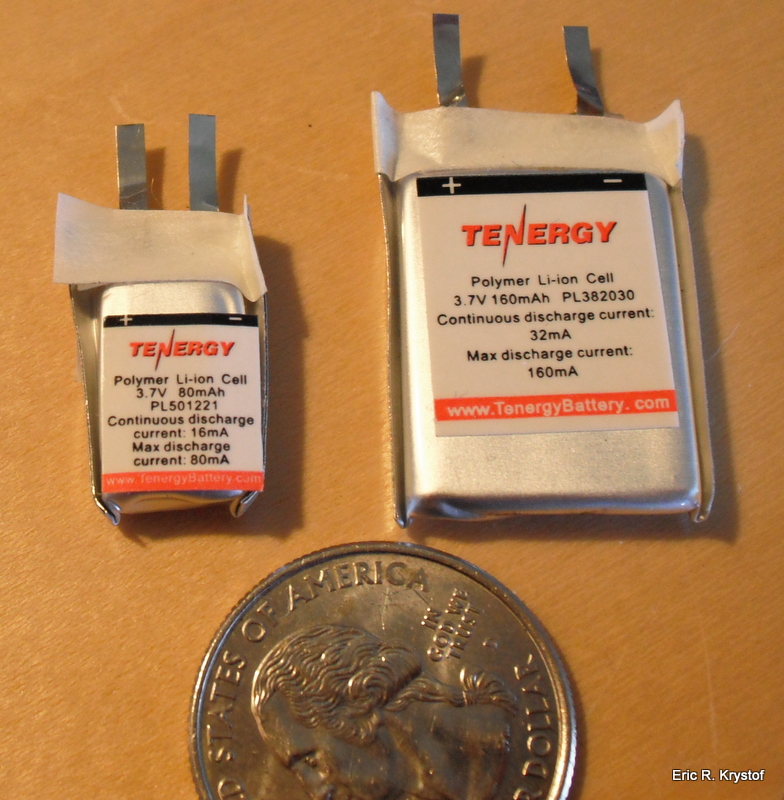 + −
TENERGY
Polymer Li-ion Cell
3.7V 80mAh
PL501221
Continuous discharge
current: 16mA
Max discharge
current: 80mA
www.TenergyBattery.com
+ −
TENERGY
Polymer Li-ion Cell
3.7V 160mAh PL382030
Continuous discharge current:
32mA
Max discharge current:
160mA
www.TenergyBattery.com
D STATES OF AMERICA
IN
GOD WE
TRUST
R DOLLAR
Eric R. Krystof